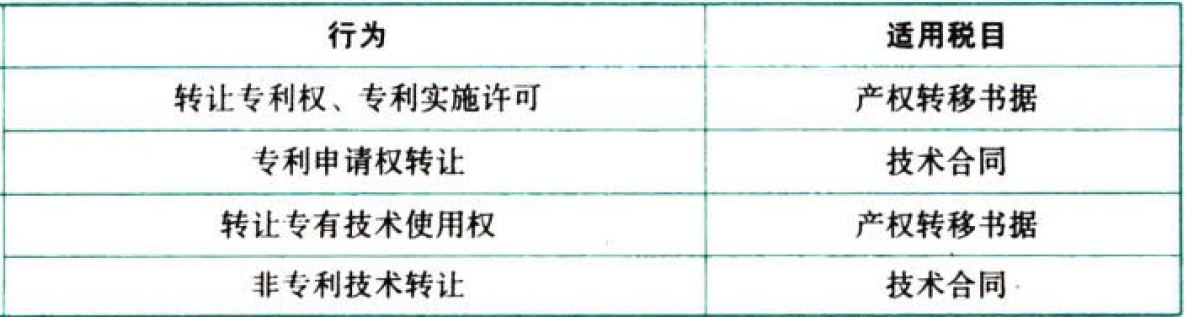 行为 适用税目
转让专利权、专利实施许可 产权转移书据
专利申请权转让 技术合同
转让专有技术使用权 产权转移书据
非专利技术转让 技术合同